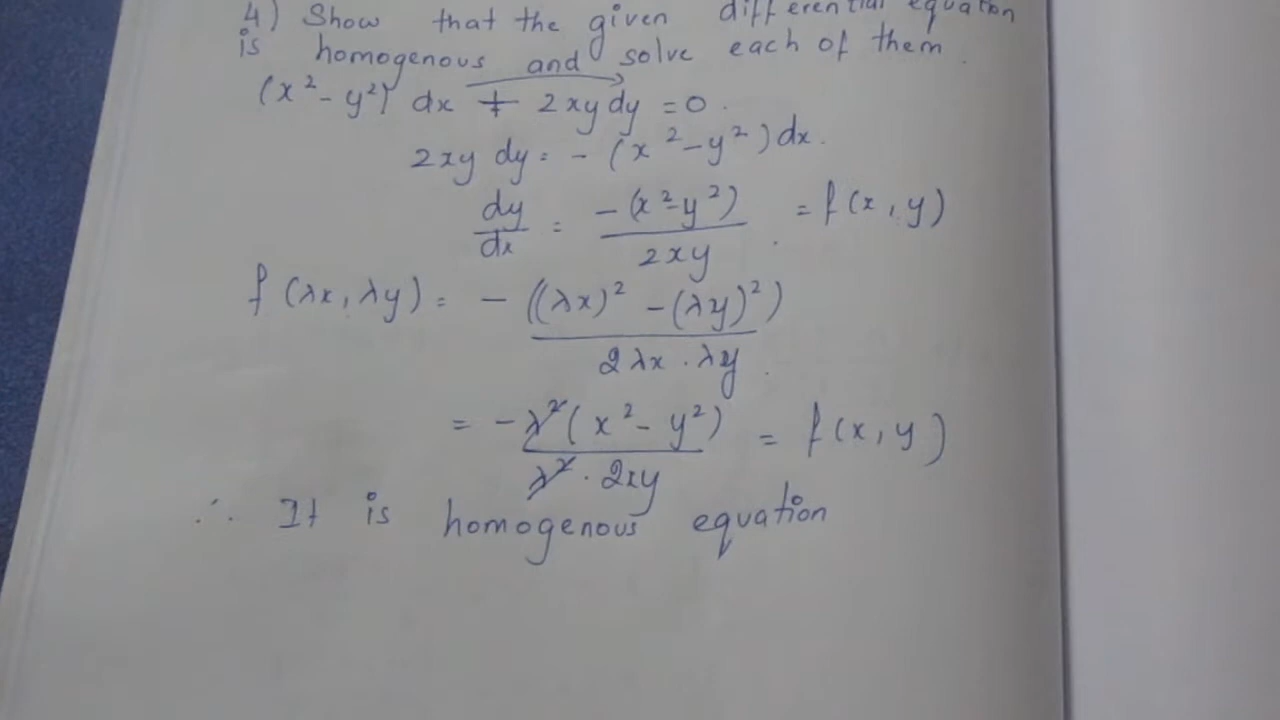 4) Show that the given differential equation
is homogenous and solve each of them
(x² - y²) dx + 2xy dy = 0.
2xy dy = - (x² - y²) dx.
dy/dx = -(x² - y²)/2xy = f(x, y)
f(λx, λy) = - ((λx)² - (λy)²)/2λx . λy
= -λ²(x² - y²)/λ² . 2xy = f(x, y)
∴ It is homogenous equation